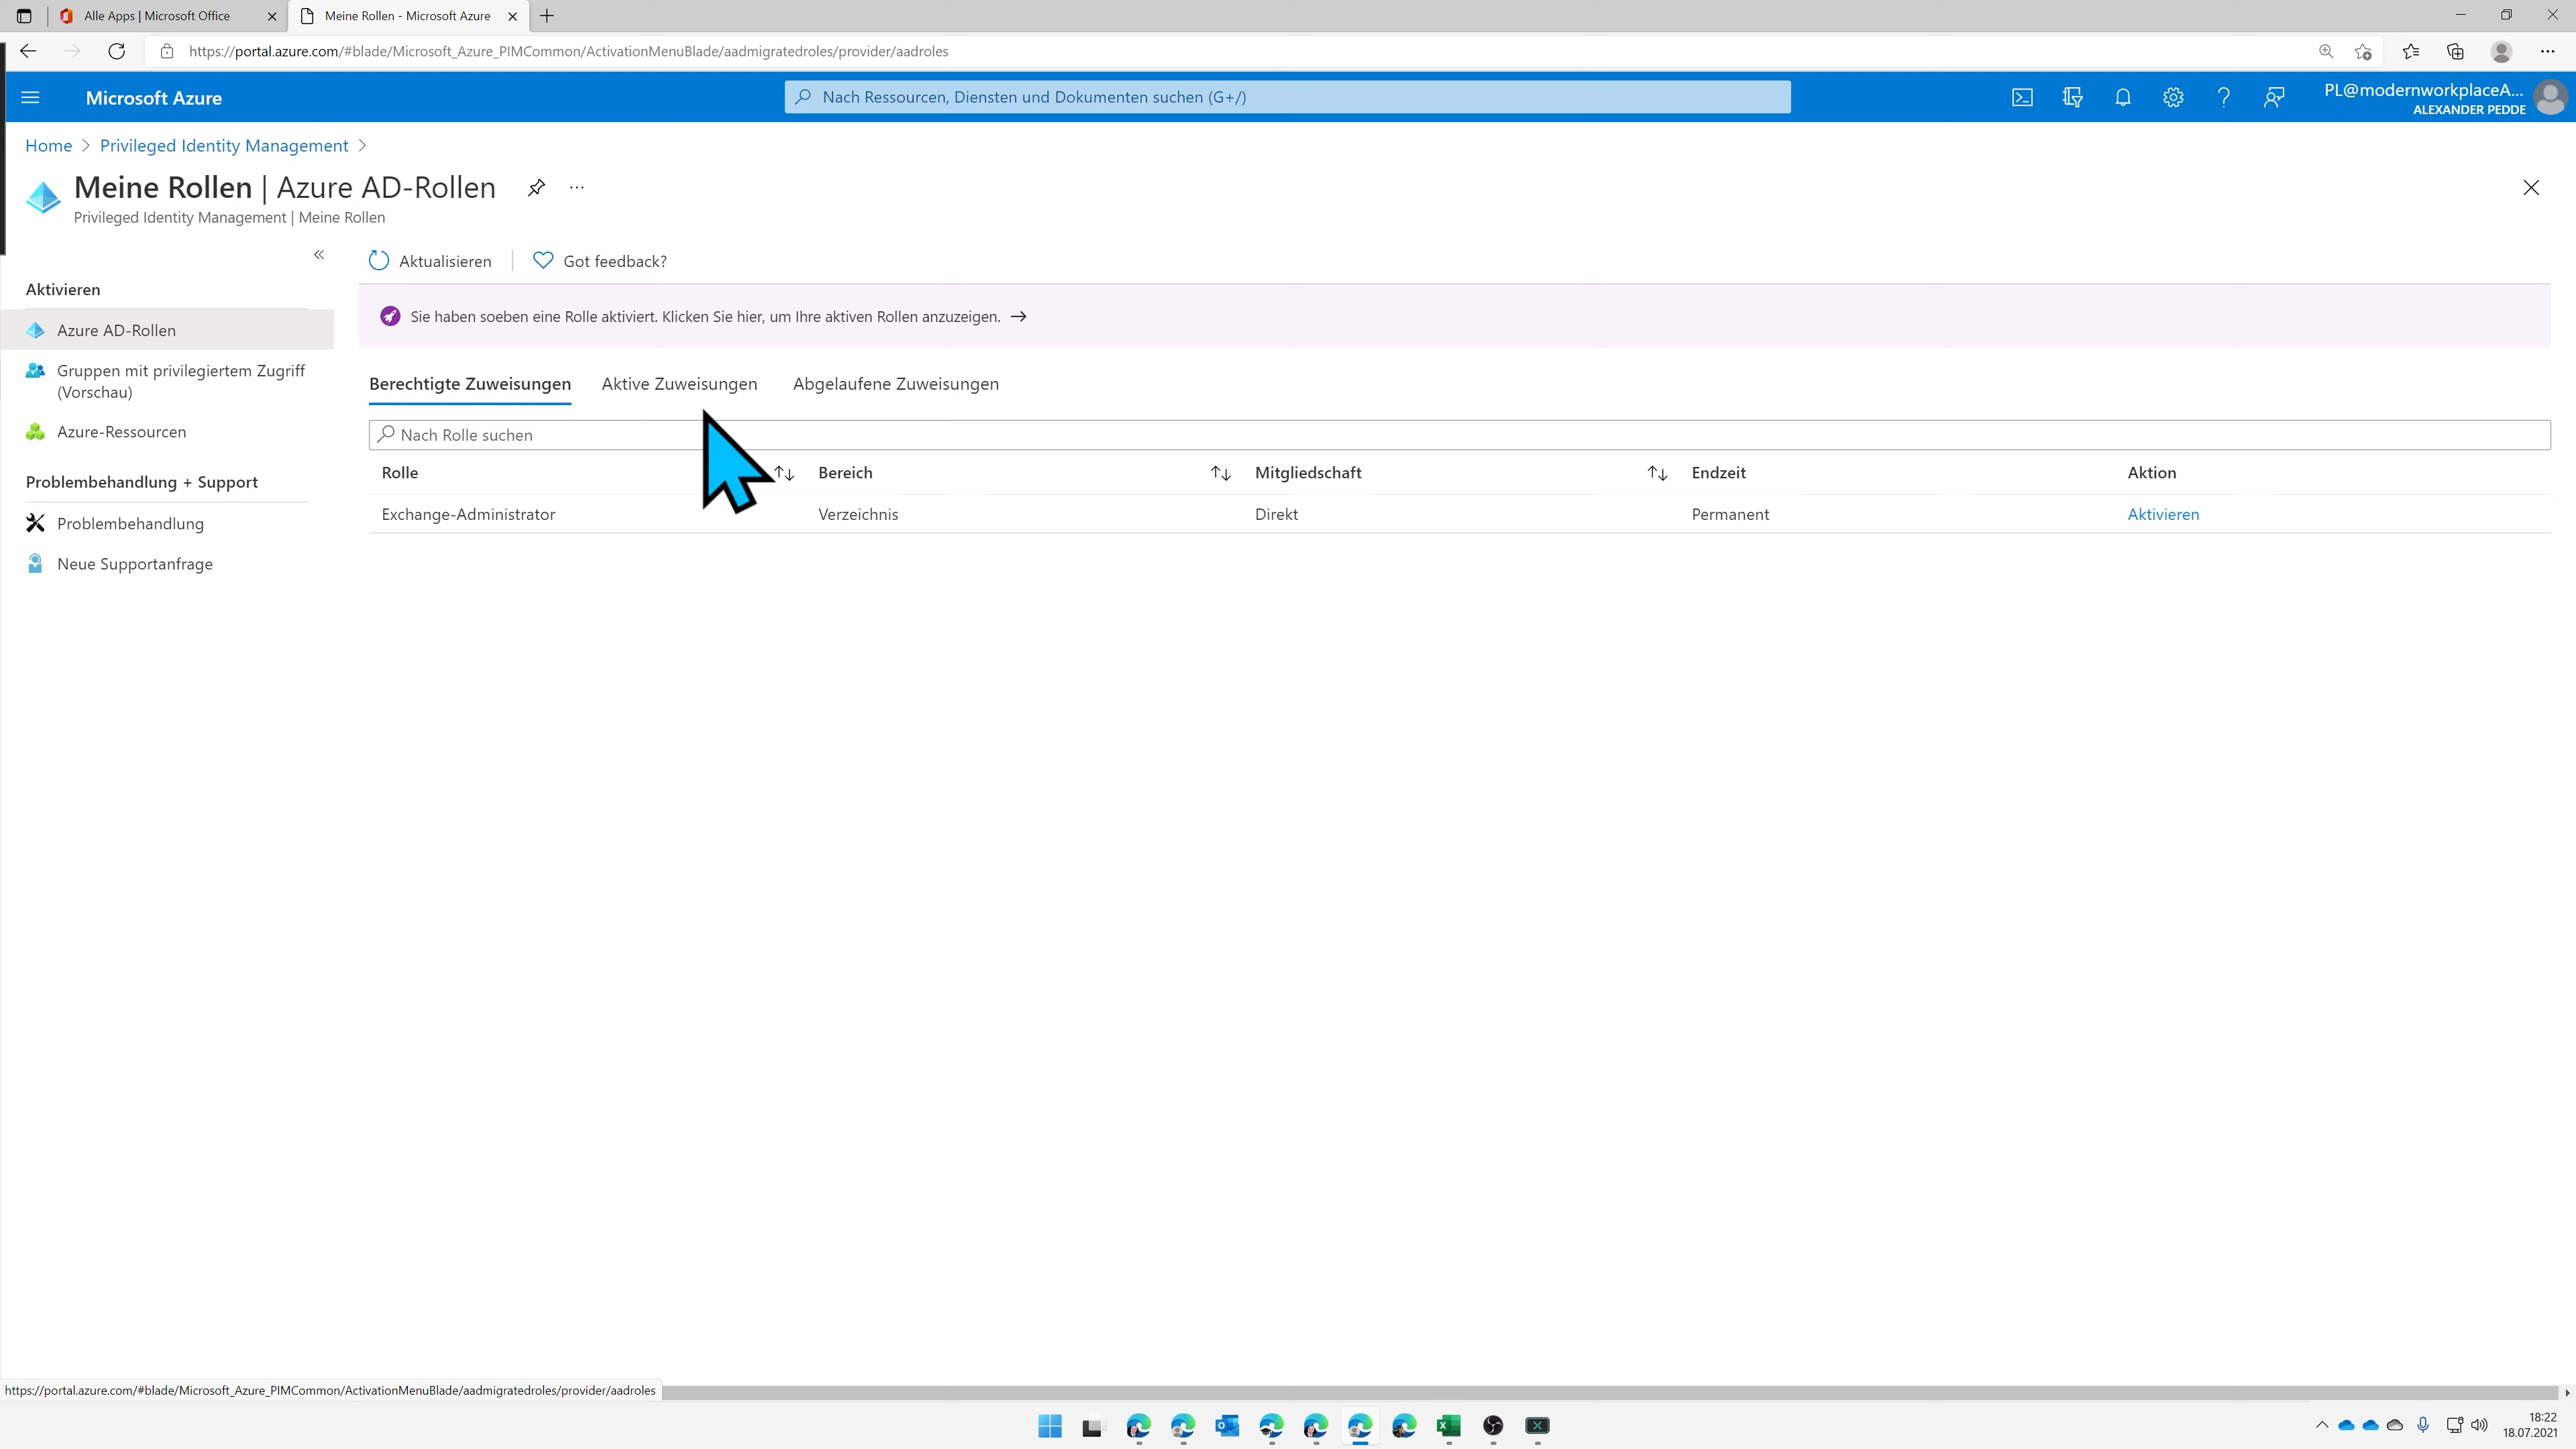 Alle Apps | Microsoft Office
Meine Rollen - Microsoft Azure
https://portal.azure.com/#blade/Microsoft_Azure_PIMCommon/ActivationMenuBlade/aadmigratedroles/provider/aadroles
Microsoft Azure
Nach Ressourcen, Diensten und Dokumenten suchen (G+/)
PL@modernworkplaceA...
ALEXANDER PEDDE
Home
Privileged Identity Management
Meine Rollen | Azure AD-Rollen
Privileged Identity Management | Meine Rollen
Aktualisieren
Got feedback?
Aktivieren
Azure AD-Rollen
Gruppen mit privilegiertem Zugriff
(Vorschau)
Azure-Ressourcen
Problembehandlung + Support
Problembehandlung
Neue Supportanfrage
Sie haben soeben eine Rolle aktiviert. Klicken Sie hier, um Ihre aktiven Rollen anzuzeigen. →
Berechtigte Zuweisungen
Aktive Zuweisungen
Abgelaufene Zuweisungen
Nach Rolle suchen
Rolle
Bereich
Mitgliedschaft
Endzeit
Aktion
Exchange-Administrator
Verzeichnis
Direkt
Permanent
Aktivieren
https://portal.azure.com/#blade/Microsoft_Azure_PIMCommon/ActivationMenuBlade/aadmigratedroles/provider/aadroles
18:22
18.07.2021